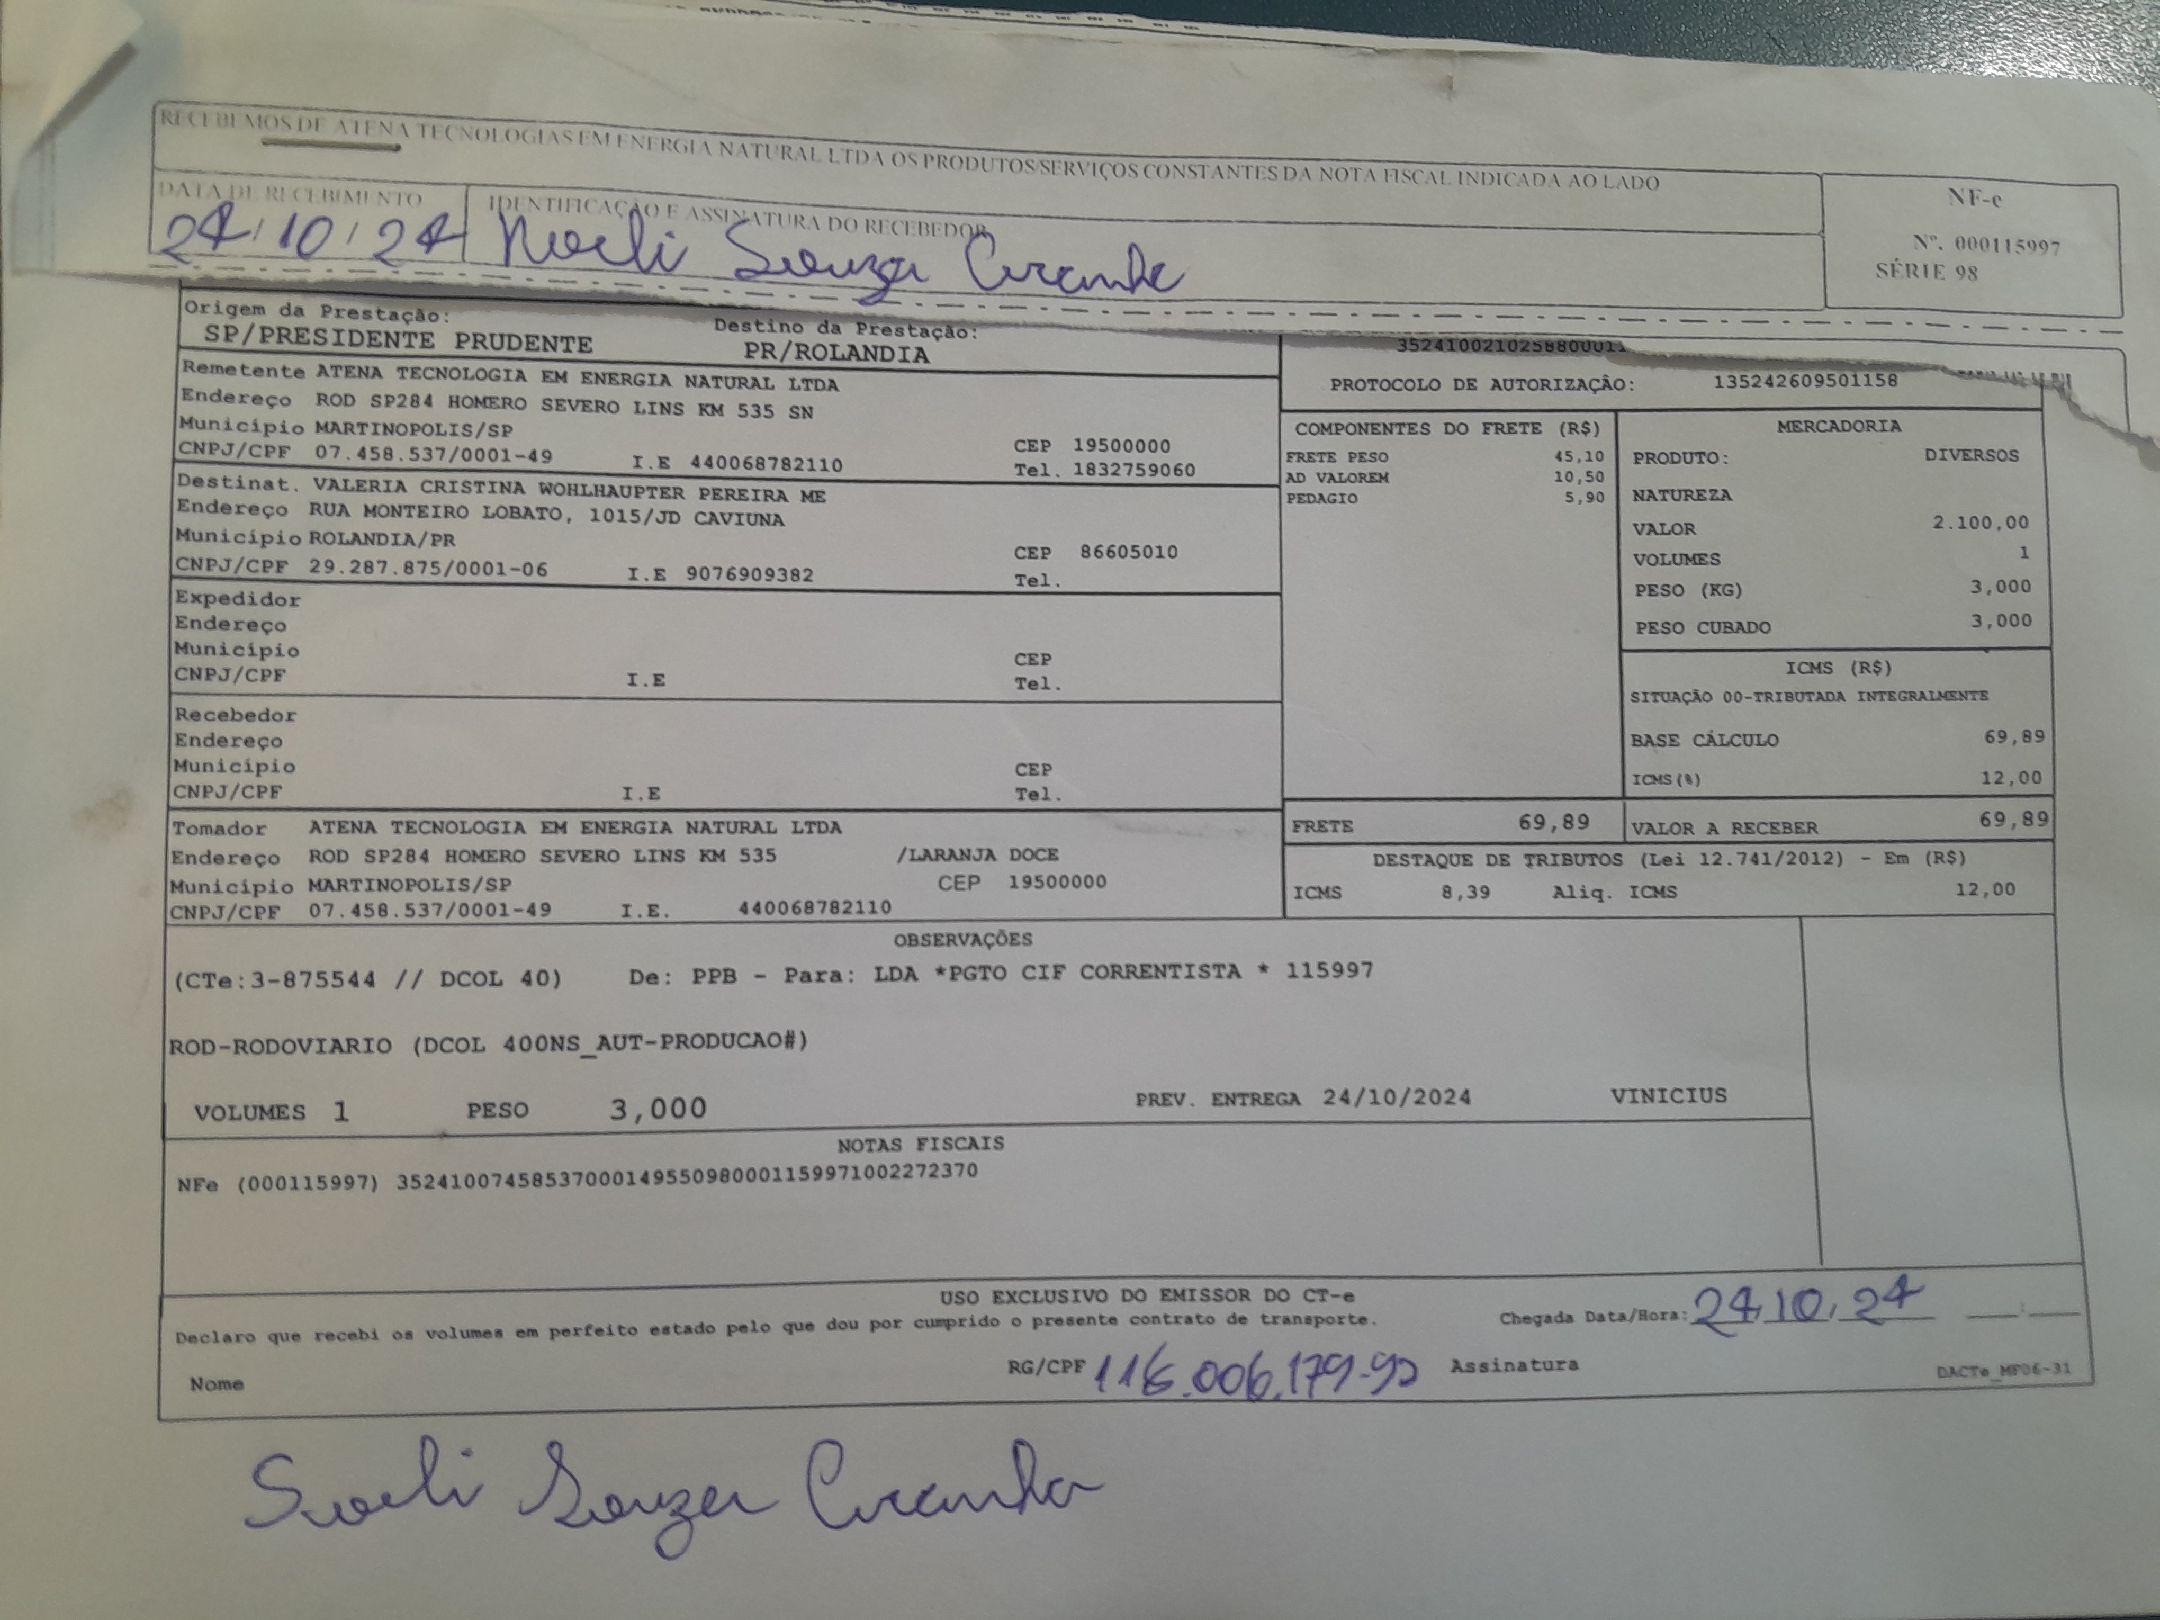 RECEBEMOS DE ATENA TECNOLOGIAS EM ENERGIA NATURAL LTDA OS PRODUTOS/SERVIÇOS CONSTANTES DA NOTA FISCAL INDICADA AO LADO
DATA DE RECEBIMENTO IDENTIFICAÇÃO E ASSINATURA DO RECEBEDOR
24/10/24 Souza
NF-e
Nº. 000115997
SÉRIE 98
Origem da Prestação: Destino da Prestação:
SP/PRESIDENTE PRUDENTE PR/ROLANDIA
PROTOCOLO DE AUTORIZAÇÃO: 135242609501158
Remetente ATENA TECNOLOGIA EM ENERGIA NATURAL LTDA
Endereço ROD SP284 HOMERO SEVERO LINS KM 535 SN
Município MARTINOPOLIS/SP CEP 19500000
CNPJ/CPF 07.458.537/0001-49 I.E 440068782110 Tel. 1832759060
Destinat. VALERIA CRISTINA WOHLHAUPTER PEREIRA ME
Endereço RUA MONTEIRO LOBATO, 1015/JD CAVIUNA
Município ROLANDIA/PR CEP 86605010
CNPJ/CPF 29.287.875/0001-06 I.E 9076909382 Tel.
Expedidor
Endereço
Município CEP
CNPJ/CPF I.E Tel.
Recebedor
Endereço
Município CEP
CNPJ/CPF I.E Tel.
Tomador ATENA TECNOLOGIA EM ENERGIA NATURAL LTDA
Endereço ROD SP284 HOMERO SEVERO LINS KM 535 /LARANJA DOCE
Município MARTINOPOLIS/SP CEP 19500000
CNPJ/CPF 07.458.537/0001-49 I.E. 440068782110
COMPONENTES DO FRETE (R$)
FRETE PESO 45,10
AD VALOREM 10,50
PEDAGIO 5,90
MERCADORIA
PRODUTO: DIVERSOS
NATUREZA
VALOR 2.100,00
VOLUMES 1
PESO (KG) 3,000
PESO CUBADO 3,000
ICMS (R$)
SITUAÇÃO 00-TRIBUTADA INTEGRALMENTE
BASE CÁLCULO 69,89
ICMS(%) 12,00
FRETE 69,89 VALOR A RECEBER 69,89
DESTAQUE DE TRIBUTOS (Lei 12.741/2012) - Em (R$)
ICMS 8,39 Aliq. ICMS 12,00
OBSERVAÇÕES
(CTe:3-875544 // DCOL 40) De: PPB - Para: LDA *PGTO CIF CORRENTISTA * 115997
ROD-RODOVIARIO (DCOL 400NS_AUT-PRODUCAO#)
VOLUMES 1 PESO 3,000 PREV. ENTREGA 24/10/2024 VINICIUS
NOTAS FISCAIS
NFe (000115997) 35241007458537000149550980001159971002272370
USO EXCLUSIVO DO EMISSOR DO CT-e
Declaro que recebi os volumes em perfeito estado pelo que dou por cumprido o presente contrato de transporte. Chegada Data/Hora: 24/10/24
Nome RG/CPF 116.006.179-92 Assinatura DACTe_MF06-31
Souza